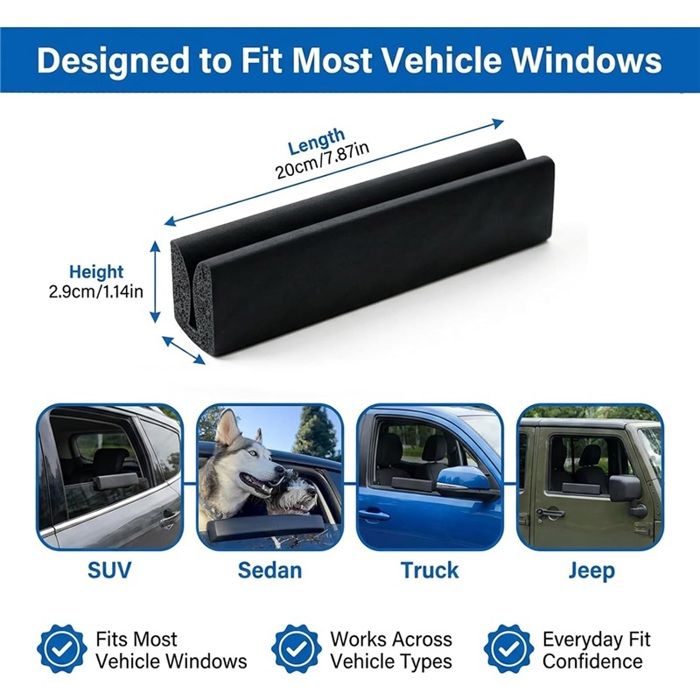 Designed to Fit Most Vehicle Windows
Length
20cm/7.87in
Height
2.9cm/1.14in
SUV
Sedan
Truck
Jeep
Fits Most
Vehicle Windows
Works Across
Vehicle Types
Everyday Fit
Confidence